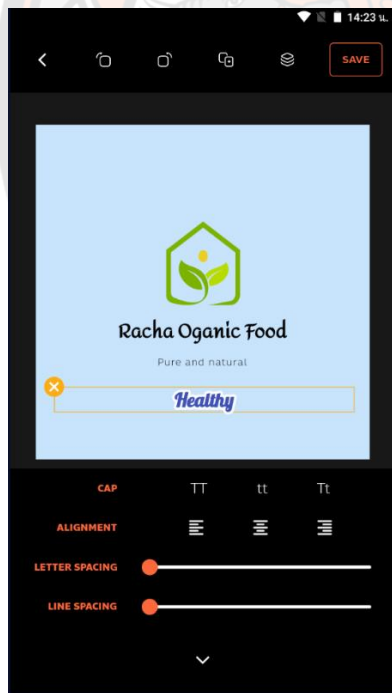 14:23 น.
SAVE
Racha Oganic Food
Pure and natural
Healthy
CAP TT tt Tt
ALIGNMENT
LETTER SPACING
LINE SPACING